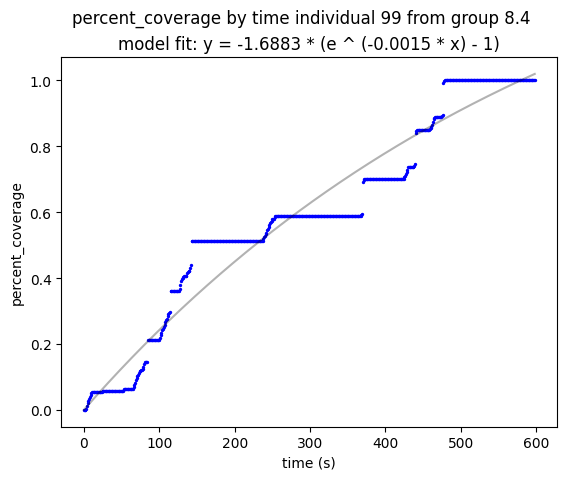 percent_coverage by time individual 99 from group 8.4
model fit: y = -1.6883 * (e ^ (-0.0015 * x) - 1)
1.0
0.8
0.6
0.4
0.2
0.0
percent_coverage
0 100 200 300 400 500 600
time (s)